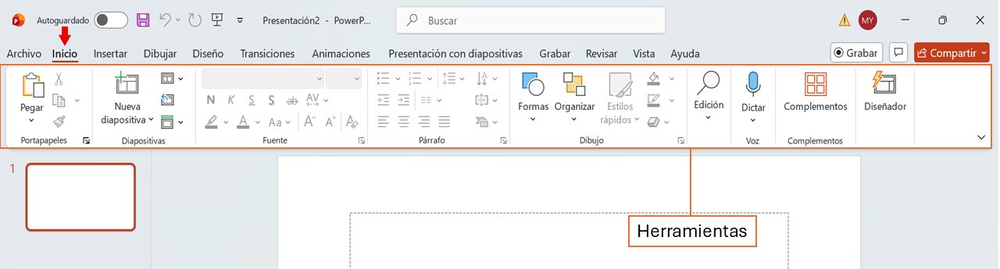 Autoguardado
Presentación2 - PowerP...
Buscar
MY
Archivo Inicio Insertar Dibujar Diseño Transiciones Animaciones Presentación con diapositivas Grabar Revisar Vista Ayuda
Grabar
Compartir
Pegar
Portapapeles
Nueva
diapositiva
Diapositivas
N K S S ab AV
A Aa A A A
Fuente
Párrafo
Formas
Organizar
Estilos
rápidos
Dibujo
Edición
Dictar
Voz
Complementos
Complementos
Diseñador
1
Herramientas